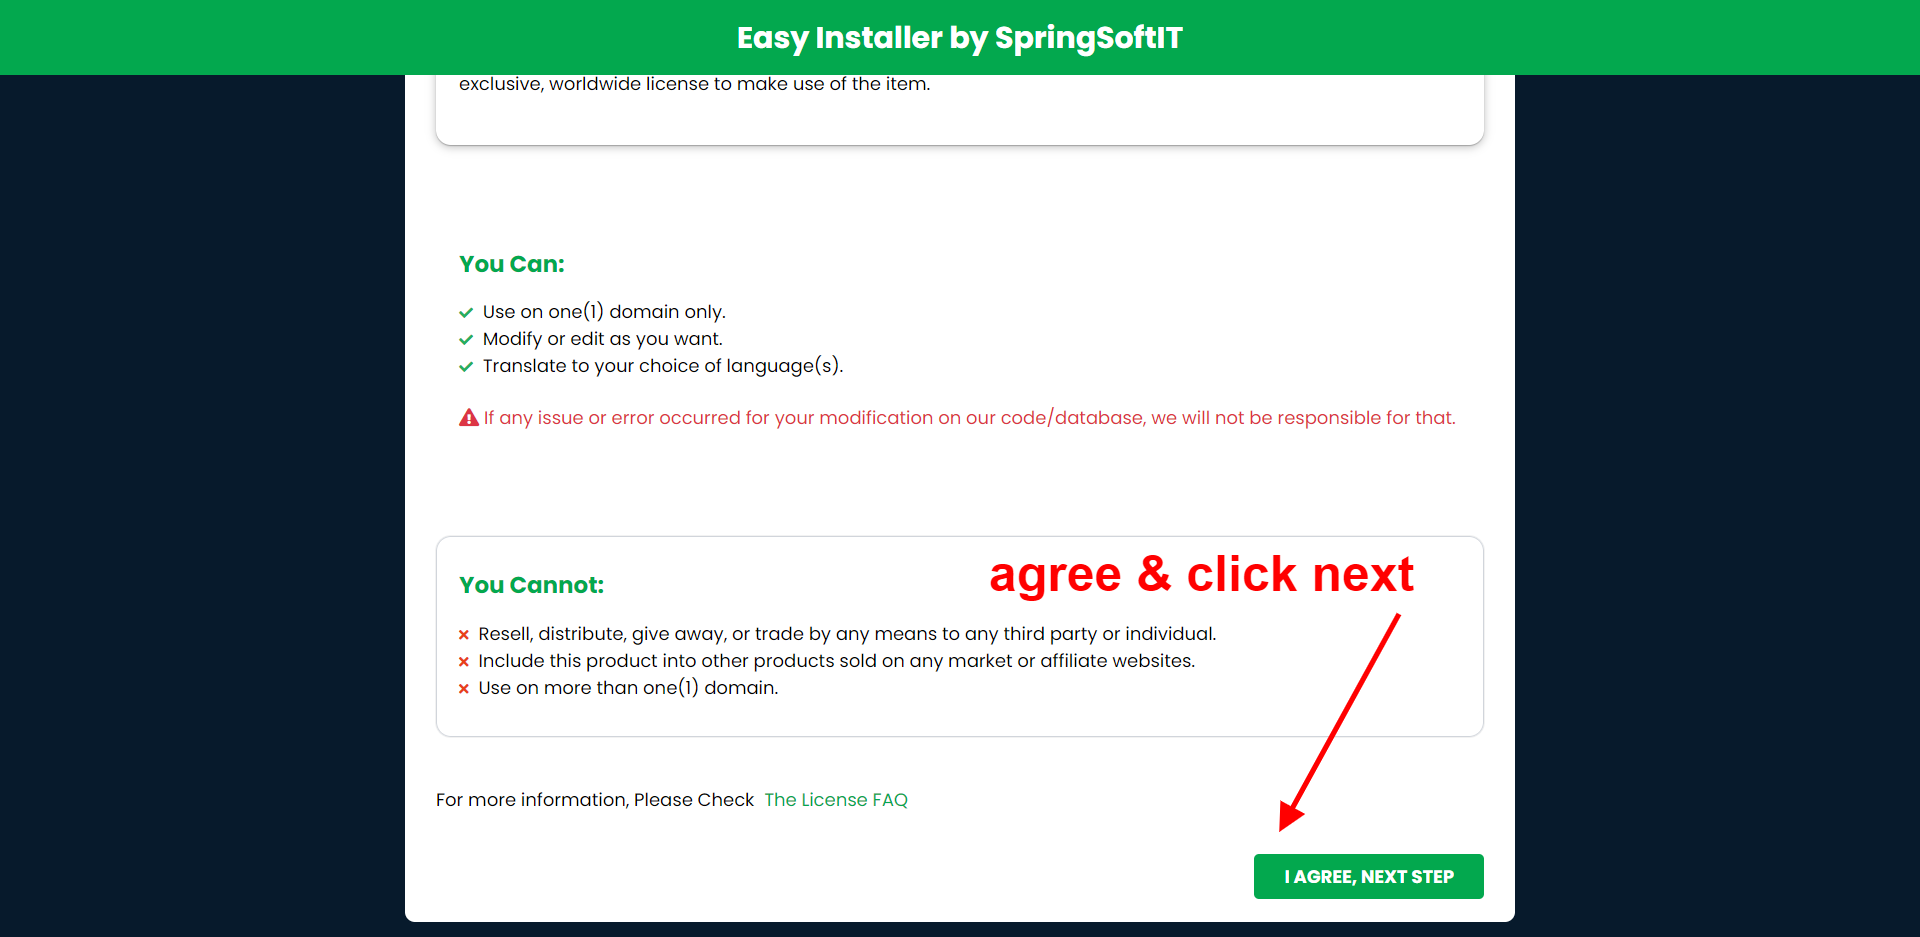 Easy Installer by SpringSoftIT
exclusive, worldwide license to make use of the item.
You Can:
Use on one(1) domain only.
Modify or edit as you want.
Translate to your choice of language(s).
If any issue or error occurred for your modification on our code/database, we will not be responsible for that.
agree & click next
You Cannot:
Resell, distribute, give away, or trade by any means to any third party or individual.
Include this product into other products sold on any market or affiliate websites.
Use on more than one(1) domain.
For more information, Please Check The License FAQ
I AGREE, NEXT STEP